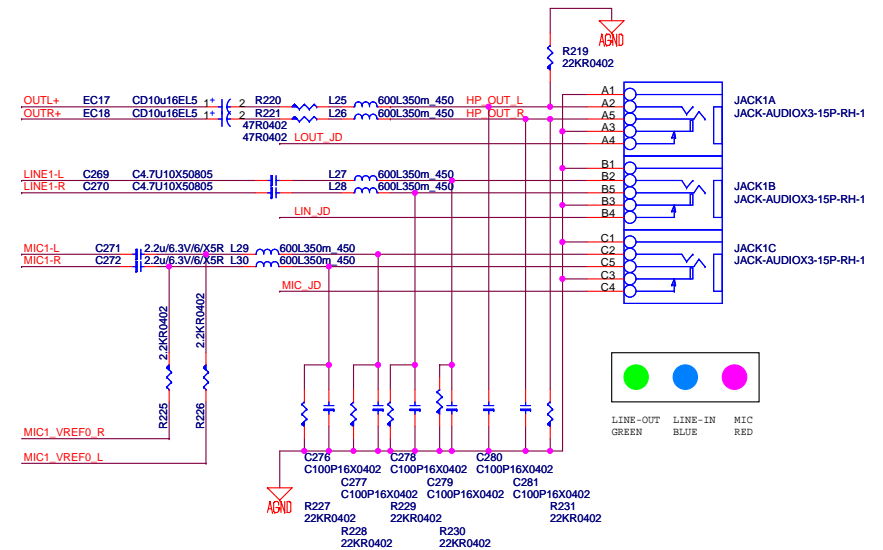 AGND
R219
22KR0402
OUTL+ EC17 CD10u16EL5 1 + 2 R220 L25 600L350m_450 HP_OUT_L
OUTR+ EC18 CD10u16EL5 1 + 2 R221 L26 600L350m_450 HP_OUT_R
47R0402
47R0402 LOUT_JD
A1
A2
A5
A3
A4
JACK1A
JACK-AUDIOX3-15P-RH-1
LINE1-L C269 C4.7U10X50805 L27 600L350m_450
LINE1-R C270 C4.7U10X50805 L28 600L350m_450
LIN_JD
B1
B2
B5
B3
B4
JACK1B
JACK-AUDIOX3-15P-RH-1
MIC1-L C271 2.2u/6.3V/6/X5R L29 600L350m_450
MIC1-R C272 2.2u/6.3V/6/X5R L30 600L350m_450
MIC_JD
C1
C2
C5
C3
C4
JACK1C
JACK-AUDIOX3-15P-RH-1
2.2KR0402
2.2KR0402
R225
R226
MIC1_VREF0_R
MIC1_VREF0_L
LINE-OUT LINE-IN MIC
GREEN BLUE RED
C276 C278 C280
C100P16X0402 C100P16X0402 C100P16X0402
C277 C279 C281
C100P16X0402 C100P16X0402 C100P16X0402
AGND
R227 R229 R231
22KR0402 22KR0402 22KR0402
R228 R230
22KR0402 22KR0402